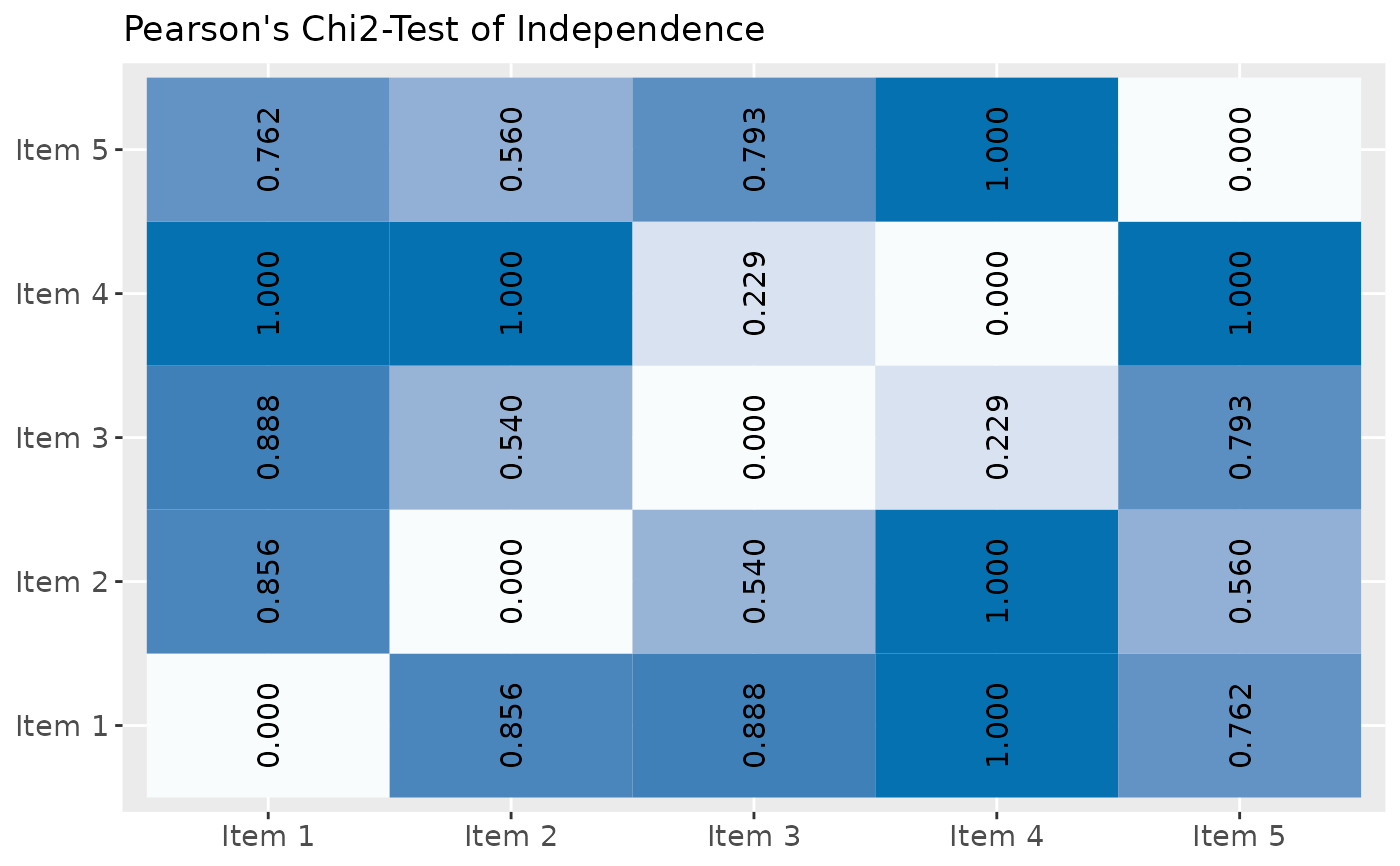 Pearson's Chi2-Test of Independence
Item 5 0.762 0.560 0.793 1.000 0.000
Item 4 1.000 1.000 0.229 0.000 1.000
Item 3 0.888 0.540 0.000 0.229 0.793
Item 2 0.856 0.000 0.540 1.000 0.560
Item 1 0.000 0.856 0.888 1.000 0.762
Item 1 Item 2 Item 3 Item 4 Item 5